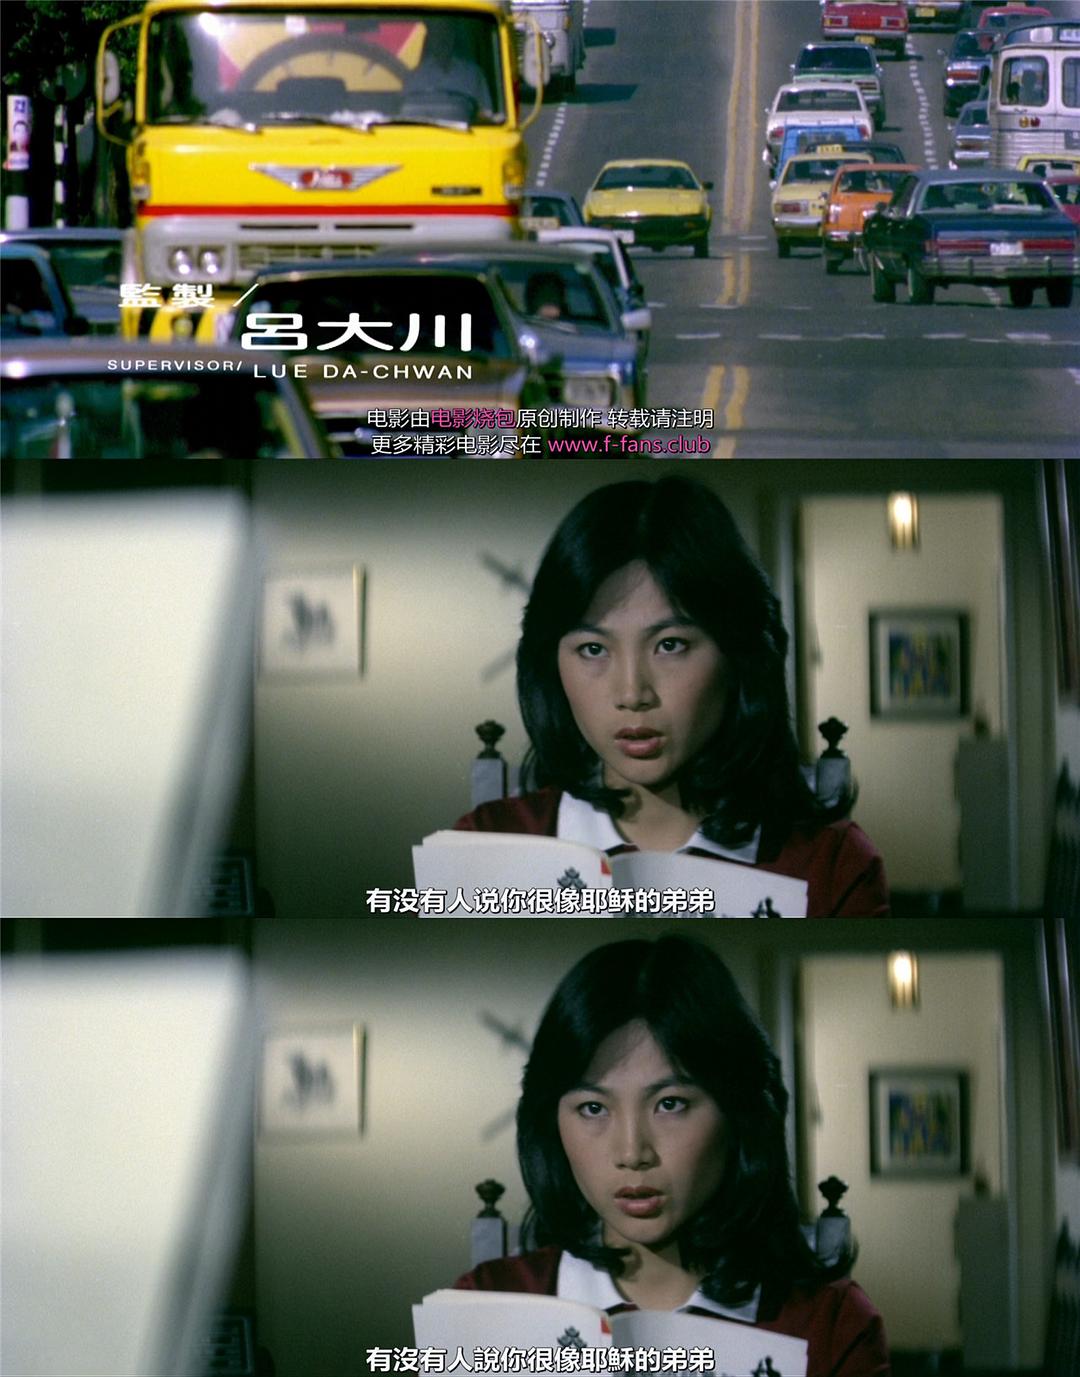 監製/
呂大川
SUPERVISOR/ LUE DA-CHWAN
电影由电影烧包原创制作 转载请注明
更多精彩电影尽在 www.f-fans.club
有没有人说你很像耶稣的弟弟
有沒有人說你很像耶穌的弟弟